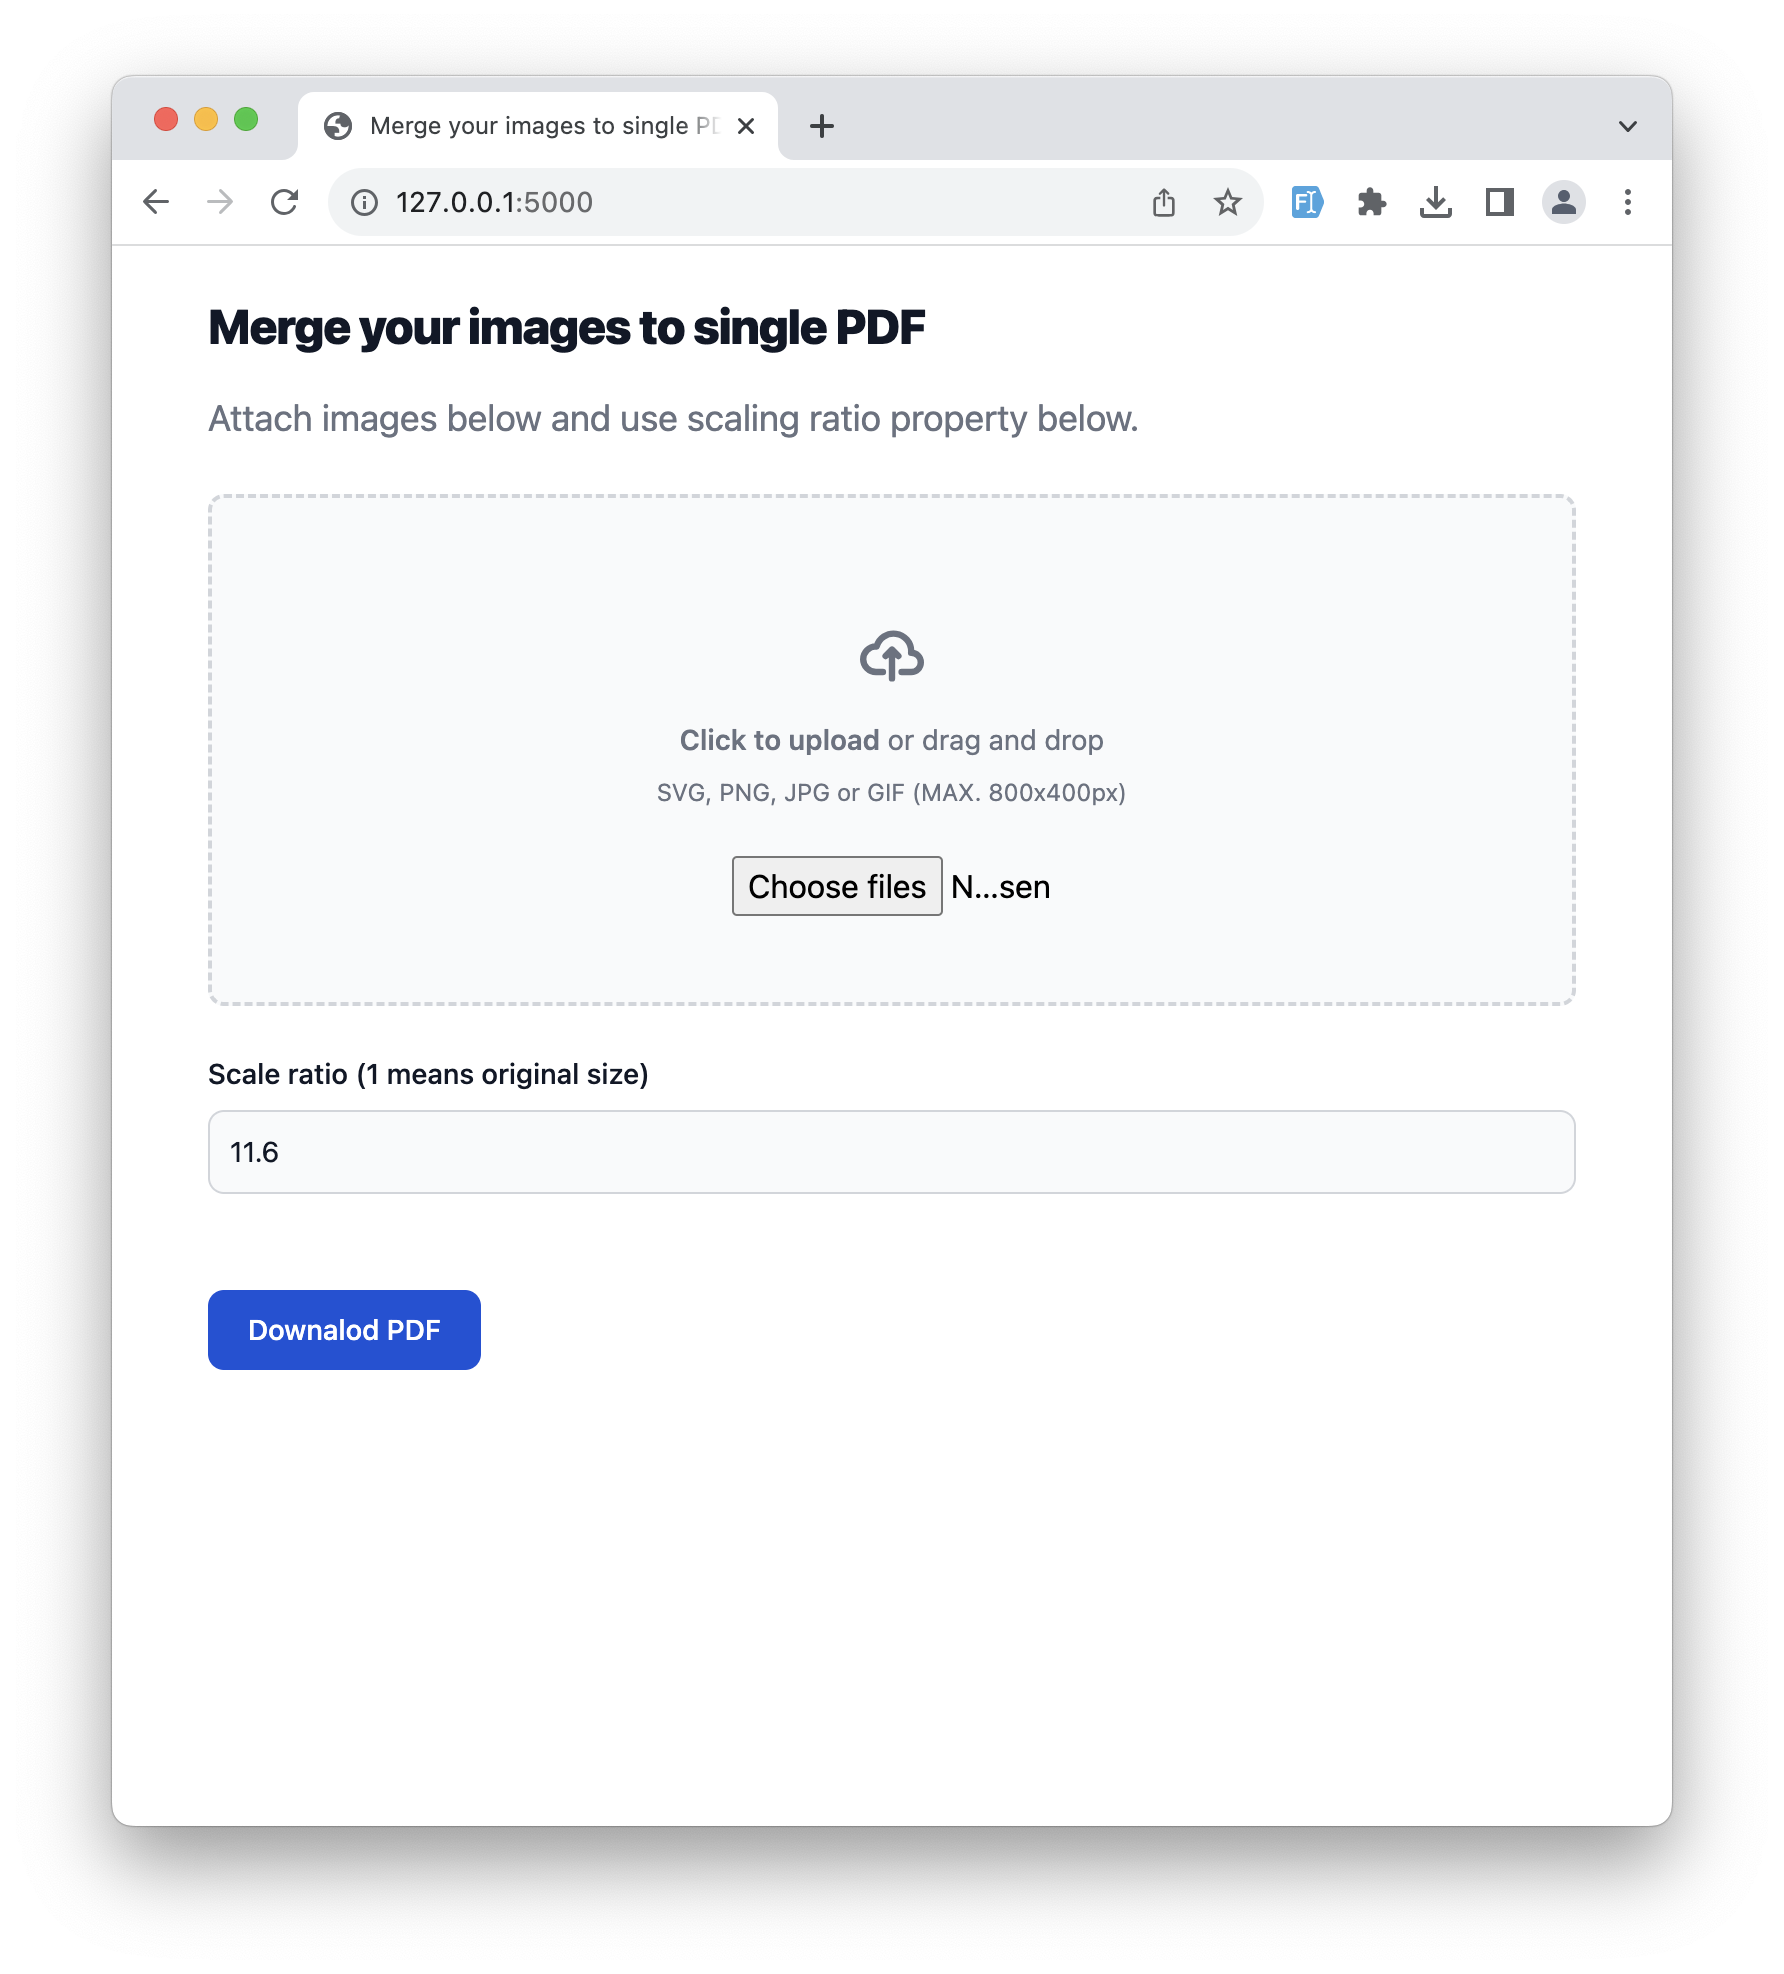 Merge your images to single PD
127.0.0.1:5000
Merge your images to single PDF
Attach images below and use scaling ratio property below.
Click to upload or drag and drop
SVG, PNG, JPG or GIF (MAX. 800x400px)
Choose files N...sen
Scale ratio (1 means original size)
11.6
Downalod PDF